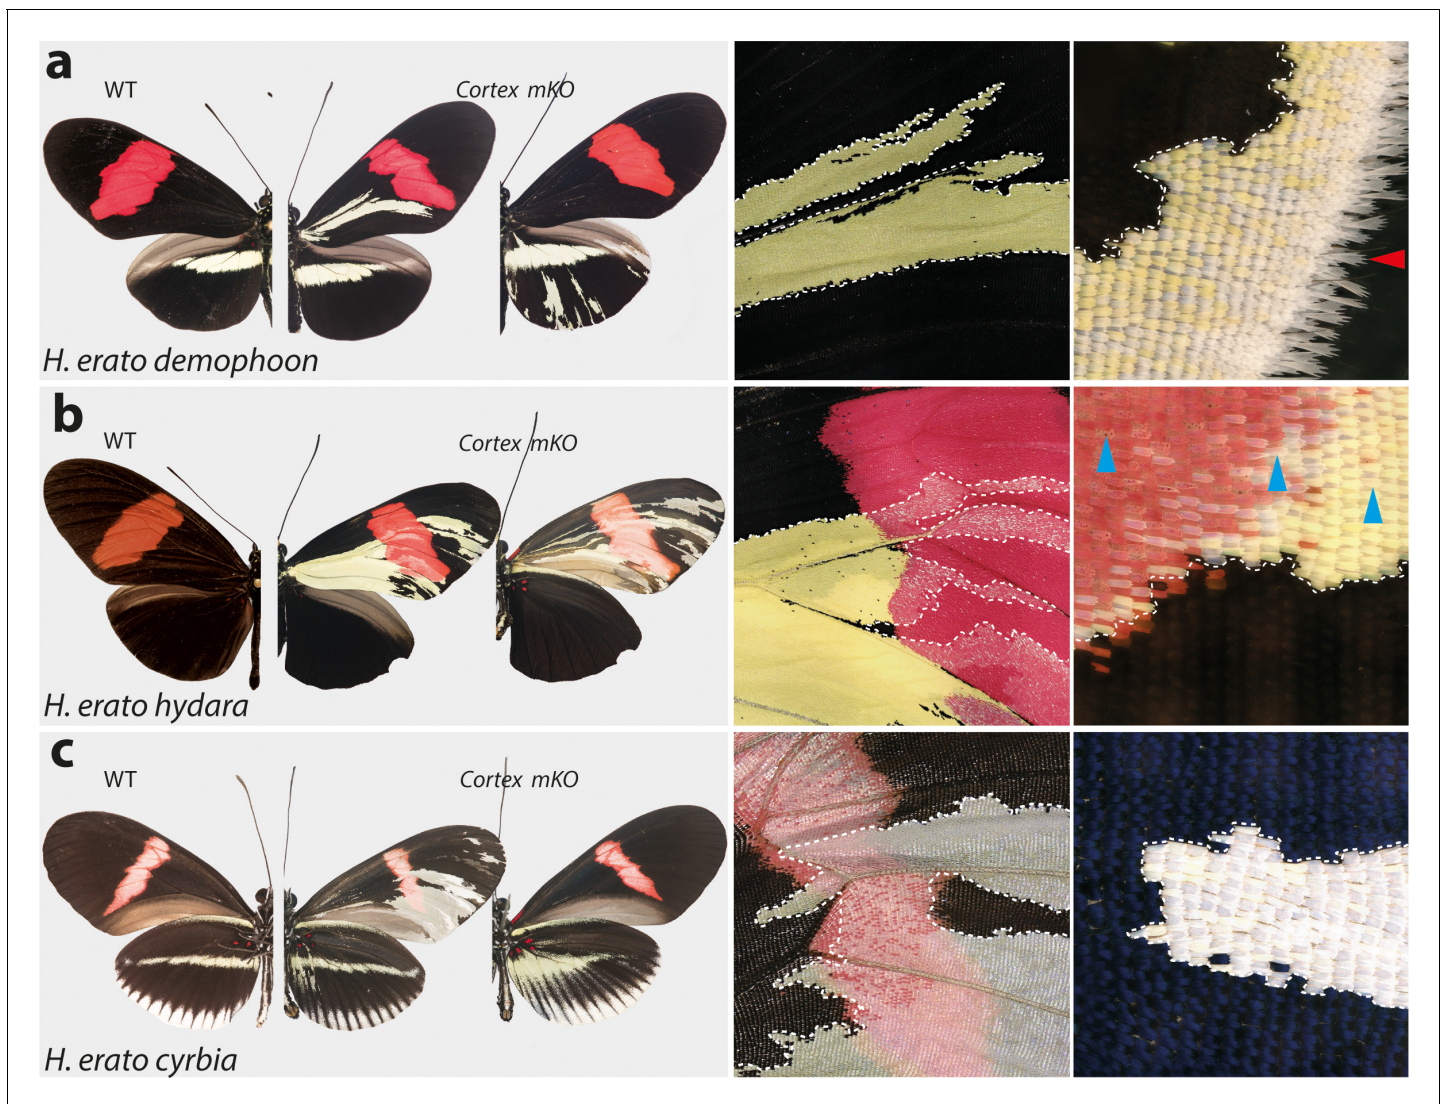 a
WT
Cortex mKO
H. erato demophoon
b
WT
Cortex mKO
H. erato hydara
c
WT
Cortex mKO
H. erato cyrbia